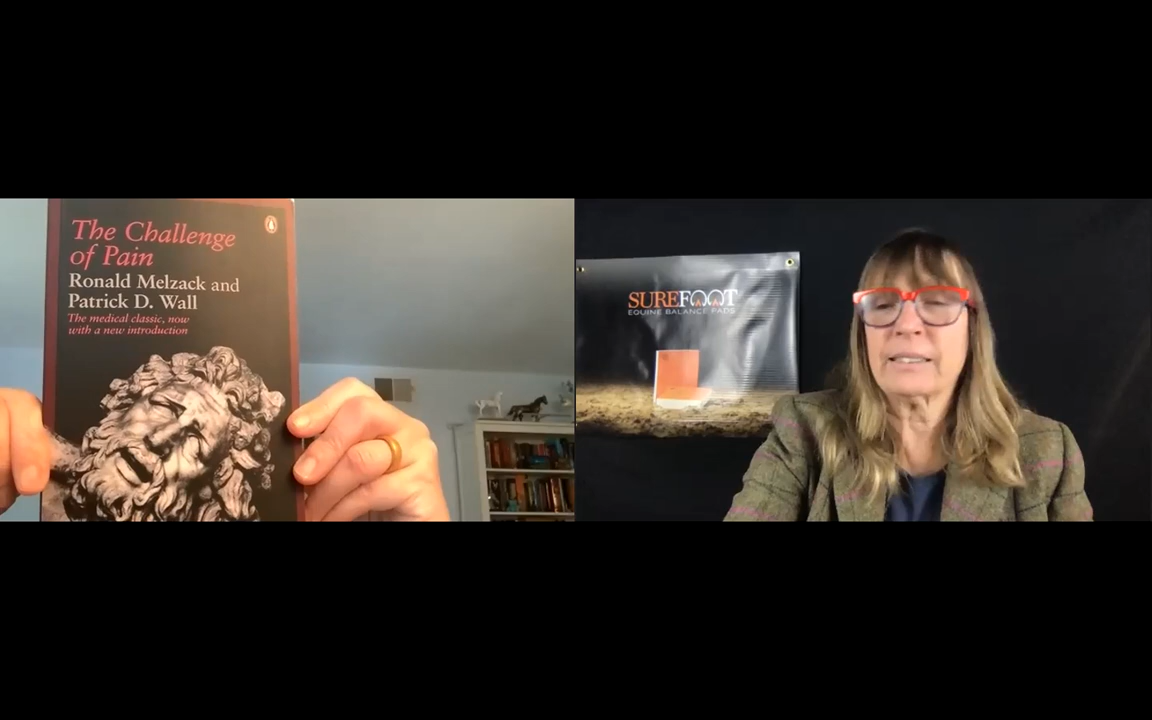 The Challenge
of Pain
Ronald Melzack and
Patrick D. Wall
The medical classic, now
with a new introduction
SUREFOOT
EQUINE BALANCE PADS